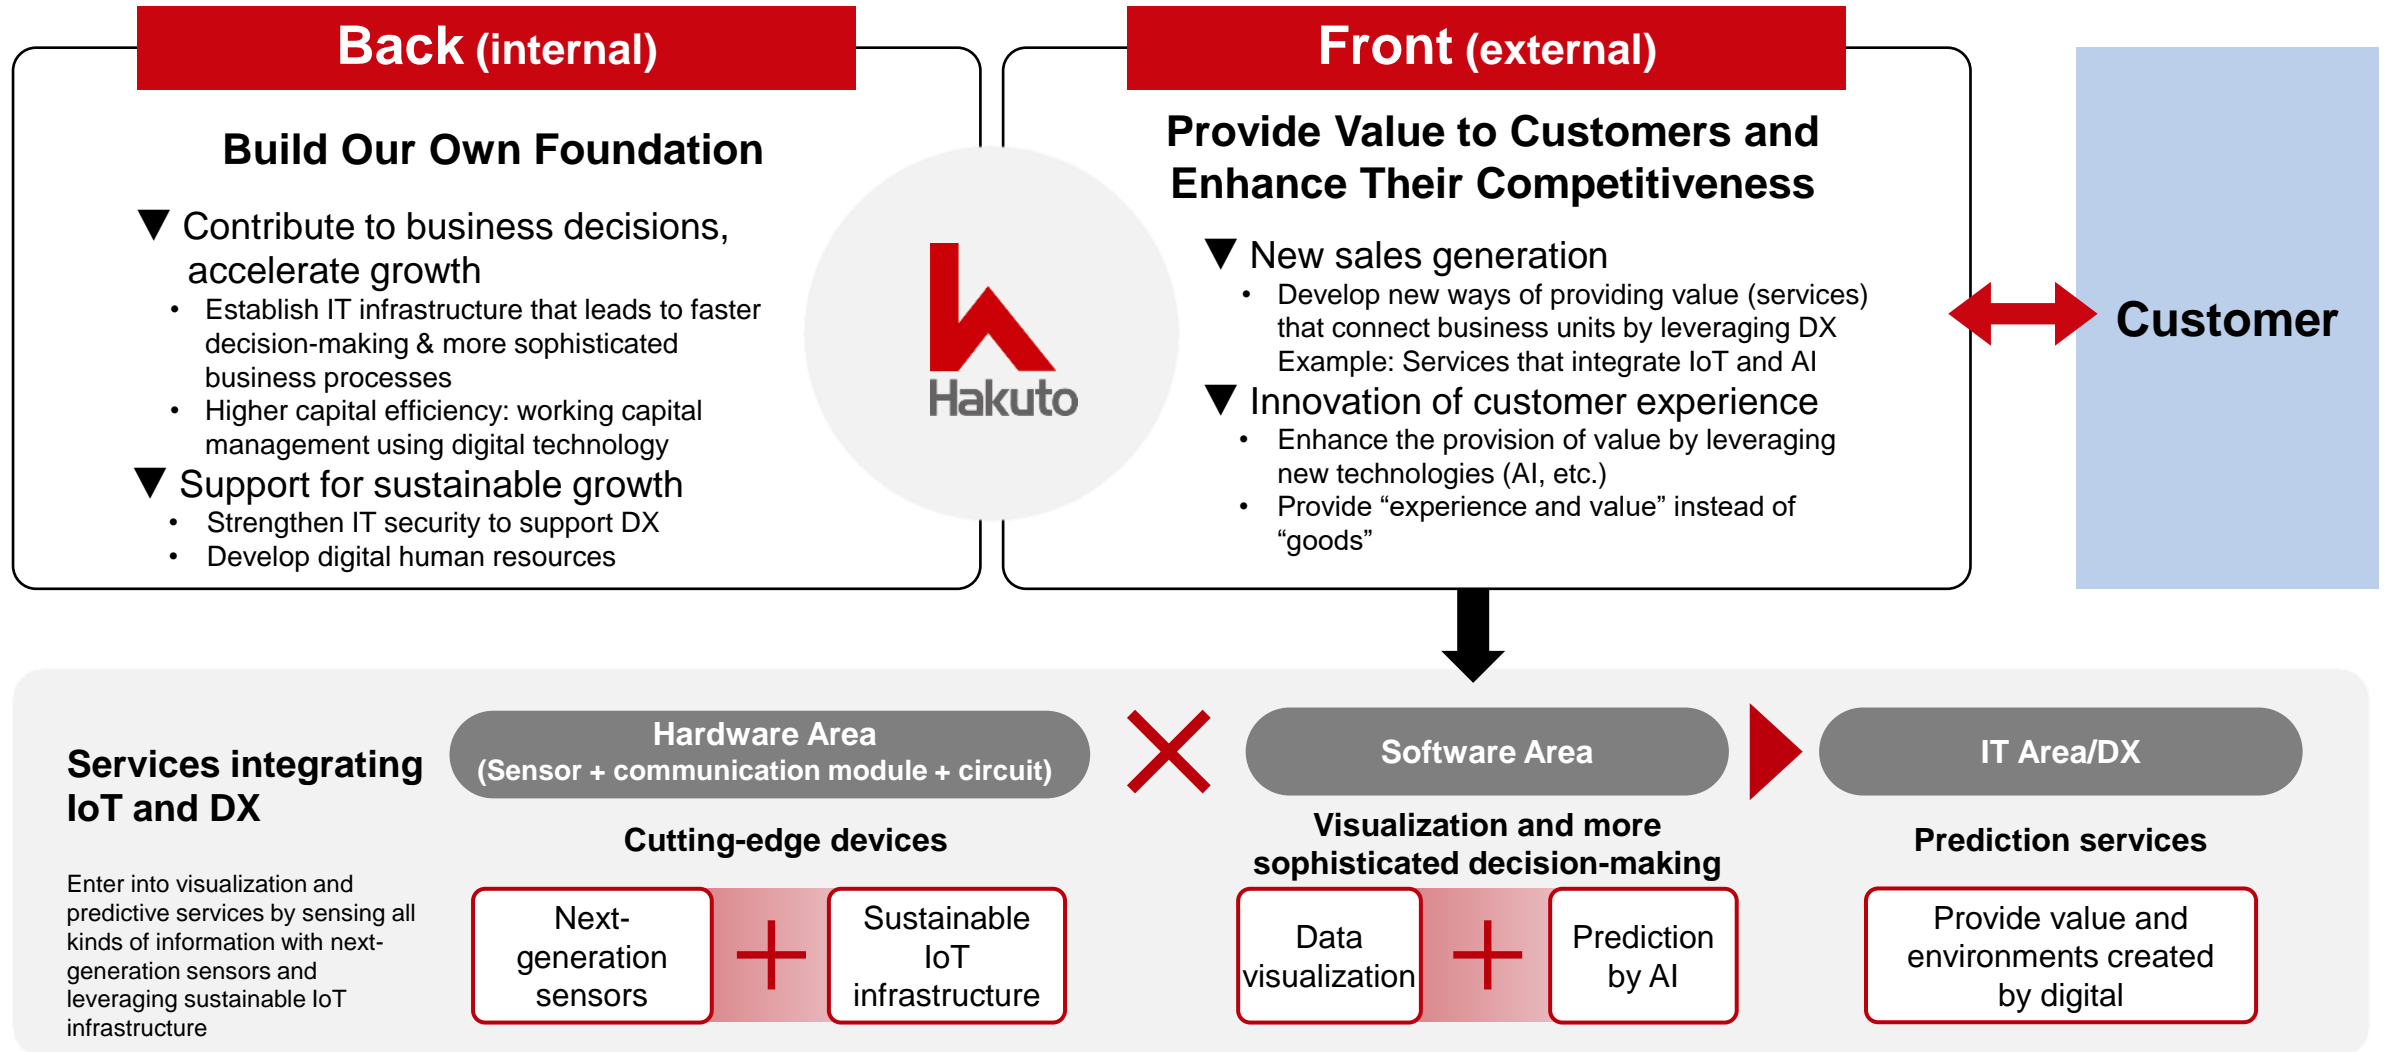 Back (internal)
Build Our Own Foundation
▼ Contribute to business decisions,
accelerate growth
• Establish IT infrastructure that leads to faster
decision-making & more sophisticated
business processes
• Higher capital efficiency: working capital
management using digital technology
▼ Support for sustainable growth
• Strengthen IT security to support DX
• Develop digital human resources
Hakuto
Front (external)
Provide Value to Customers and
Enhance Their Competitiveness
▼ New sales generation
• Develop new ways of providing value (services)
that connect business units by leveraging DX
Example: Services that integrate IoT and AI
▼ Innovation of customer experience
• Enhance the provision of value by leveraging
new technologies (AI, etc.)
• Provide “experience and value” instead of
“goods”
Customer
Services integrating
IoT and DX
Enter into visualization and
predictive services by sensing all
kinds of information with next-
generation sensors and
leveraging sustainable IoT
infrastructure
Hardware Area
(Sensor + communication module + circuit)
Cutting-edge devices
Next-
generation
sensors
Sustainable
IoT
infrastructure
Software Area
Visualization and more
sophisticated decision-making
Data
visualization
Prediction
by AI
IT Area/DX
Prediction services
Provide value and
environments created
by digital